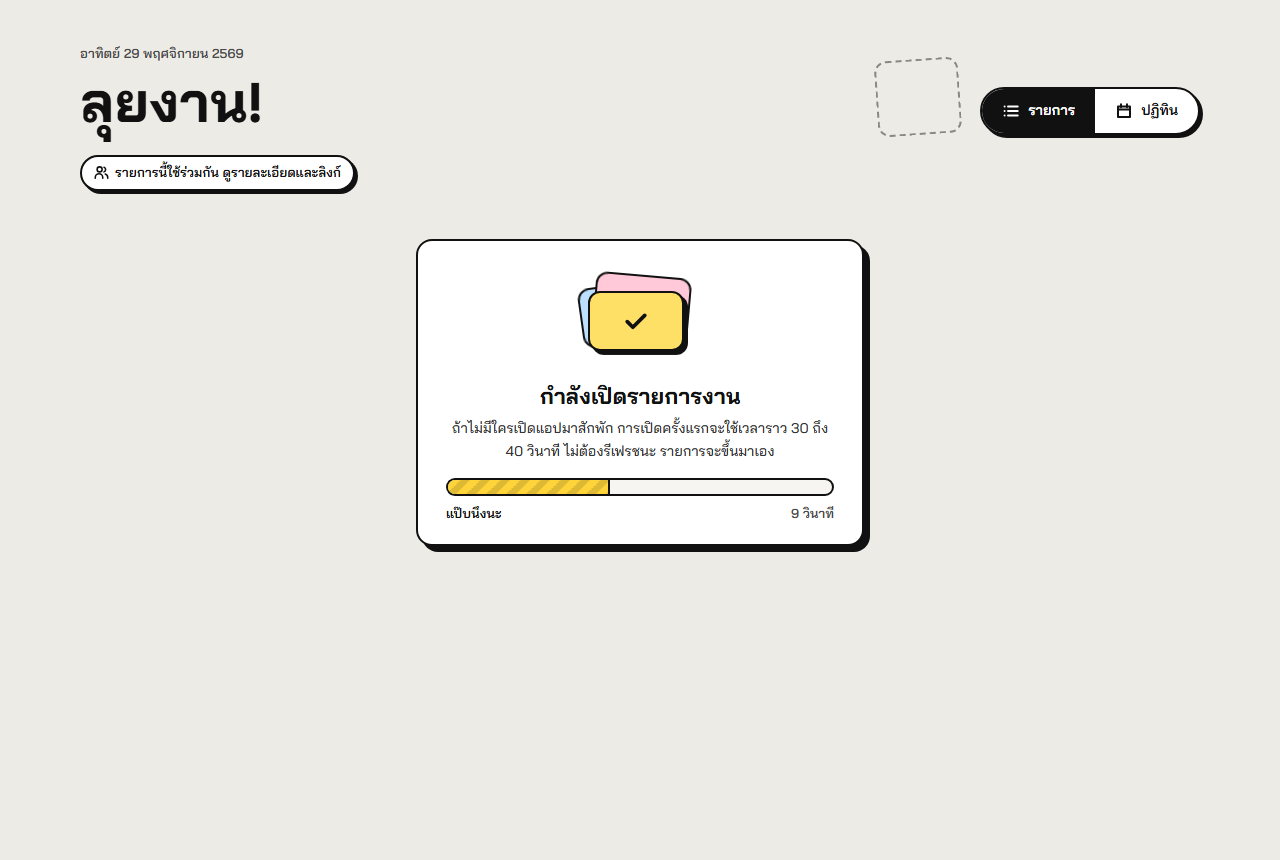 อาทิตย์ 29 พฤศจิกายน 2569
ลุยงาน!
รายการ
ปฏิทิน
รายการนี้ใช้ร่วมกัน ดูรายละเอียดและลิงก์
กำลังเปิดรายการงาน
ถ้าไม่มีใครเปิดแอปมาสักพัก การเปิดครั้งแรกจะใช้เวลาราว 30 ถึง
40 วินาที ไม่ต้องรีเฟรชนะ รายการจะขึ้นมาเอง
แป๊บนึงนะ
9 วินาที